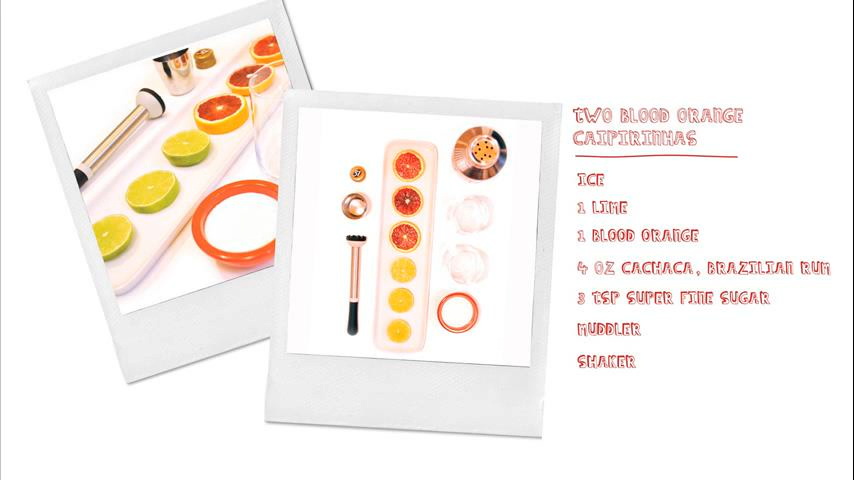 TWO BLOOD ORANGE
CAIPIRINHAS
ICE
1 LIME
1 BLOOD ORANGE
4 OZ CACHACA, BRAZILIAN RUM
3 TSP SUPER FINE SUGAR
MUDDLER
SHAKER